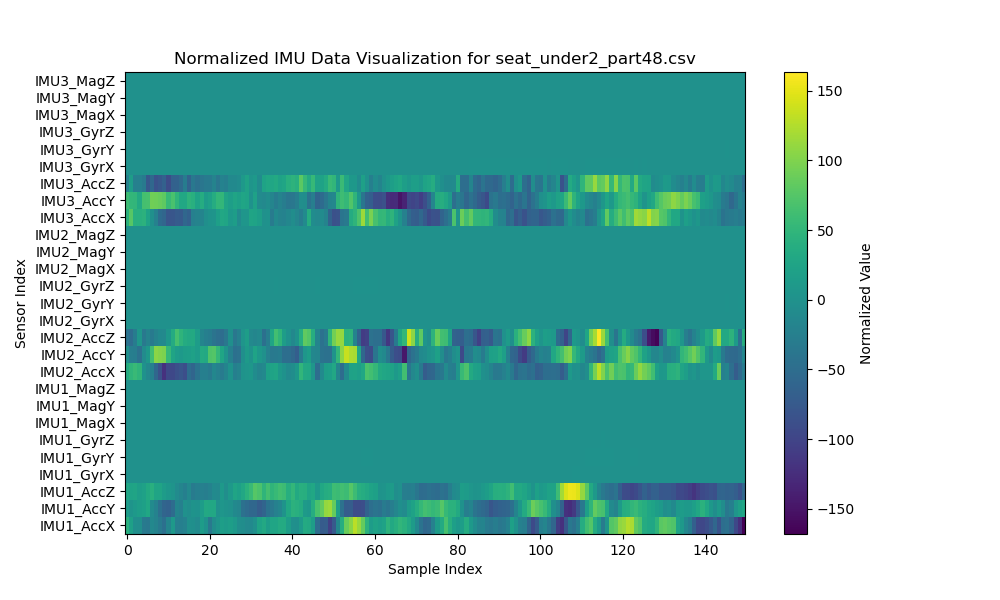 Normalized IMU Data Visualization for seat_under2_part48.csv
IMU3_MagZ
IMU3_MagY
IMU3_MagX
IMU3_GyrZ
IMU3_GyrY
IMU3_GyrX
IMU3_AccZ
IMU3_AccY
IMU3_AccX
IMU2_MagZ
IMU2_MagY
IMU2_MagX
IMU2_GyrZ
IMU2_GyrY
IMU2_GyrX
IMU2_AccZ
IMU2_AccY
IMU2_AccX
IMU1_MagZ
IMU1_MagY
IMU1_MagX
IMU1_GyrZ
IMU1_GyrY
IMU1_GyrX
IMU1_AccZ
IMU1_AccY
IMU1_AccX
Sensor Index
0 20 40 60 80 100 120 140
Sample Index
150
100
50
0
−50
−100
−150
Normalized Value